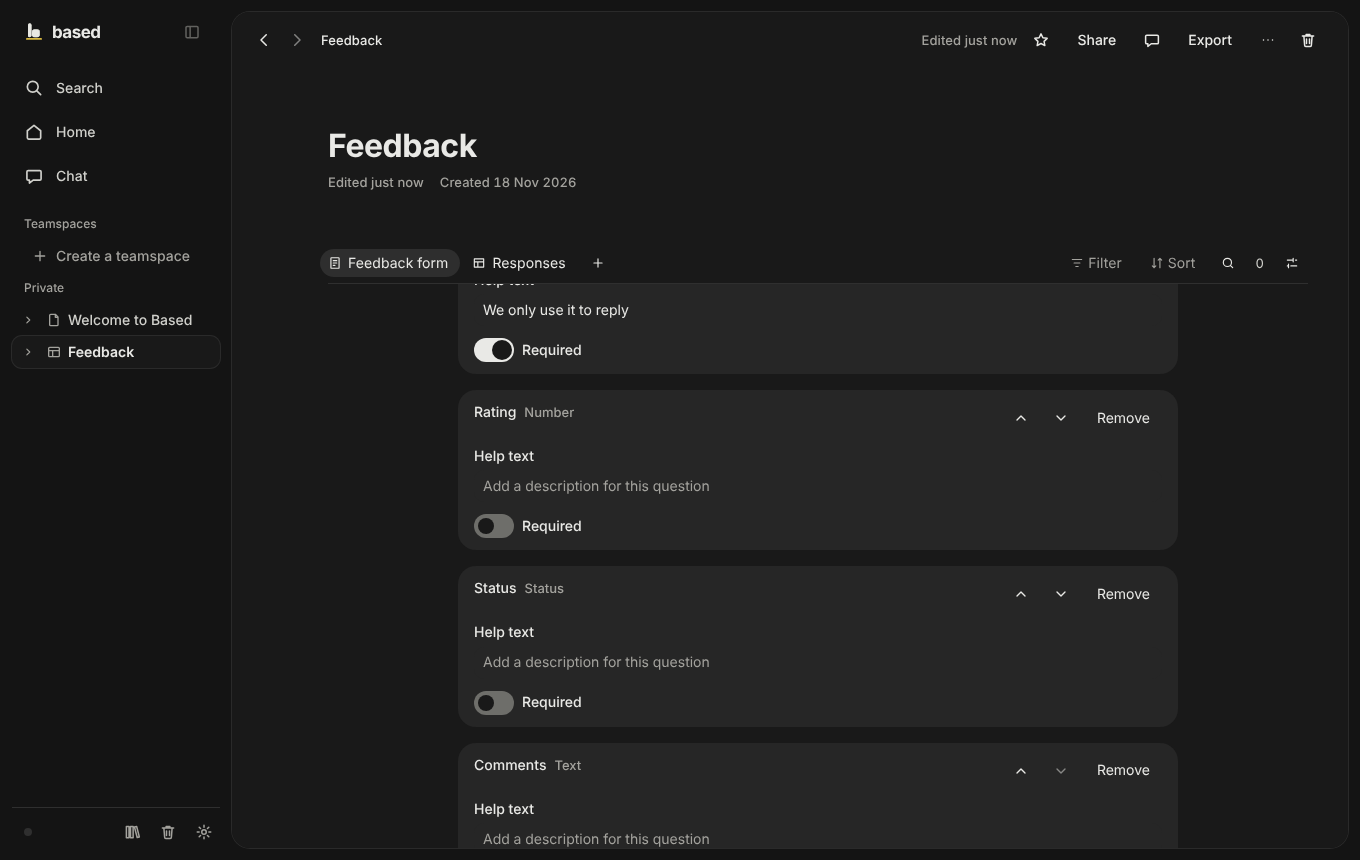 based
Search
Home
Chat
Teamspaces
Create a teamspace
Private
Welcome to Based
Feedback
Feedback
Edited just now
Share
Export
Feedback
Edited just now Created 18 Nov 2026
Feedback form
Responses
Filter
Sort
0
Help text
We only use it to reply
Required
Rating Number
Remove
Help text
Add a description for this question
Required
Status Status
Remove
Help text
Add a description for this question
Required
Comments Text
Remove
Help text
Add a description for this question